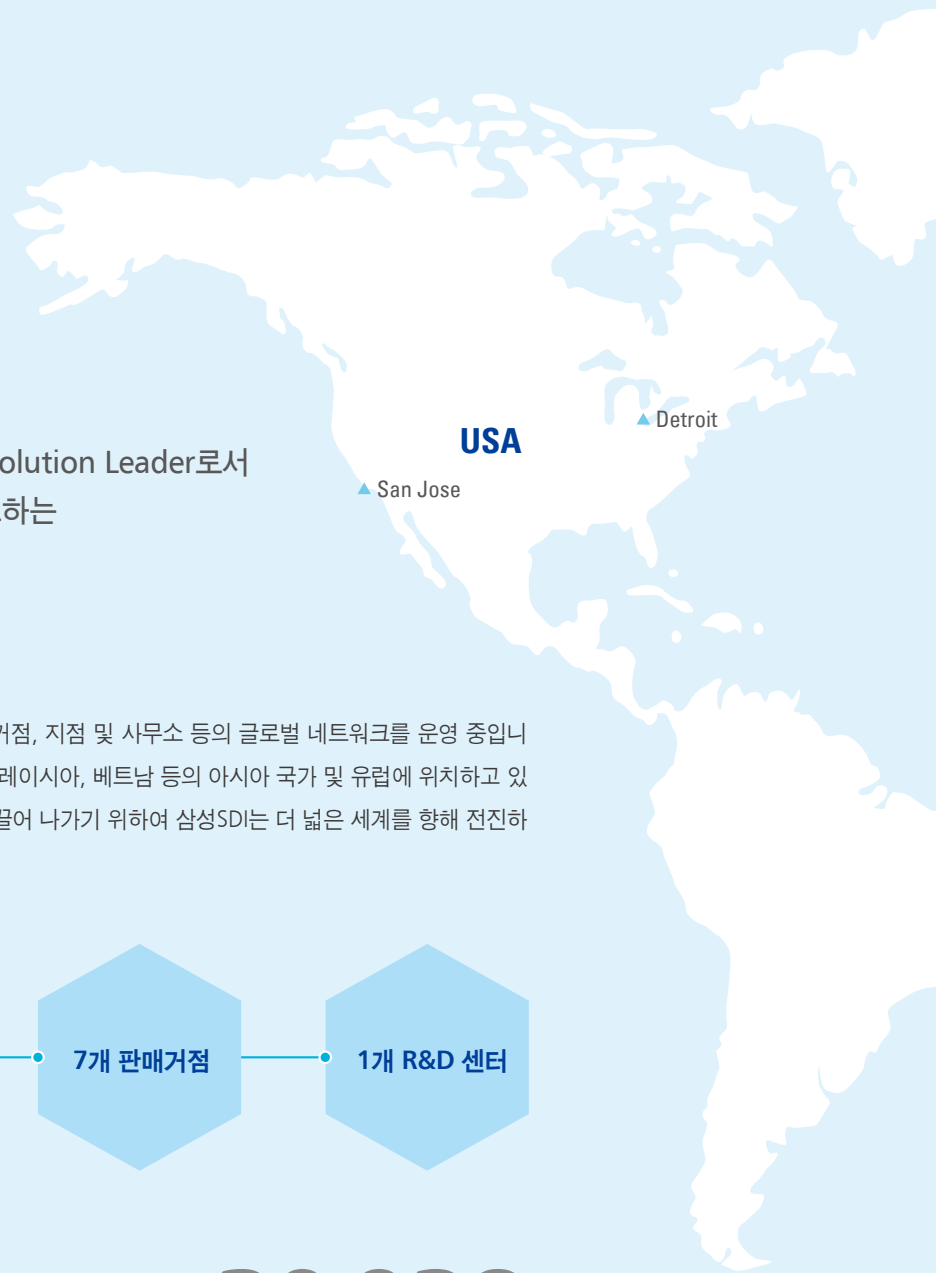 Detroit
USA
olution Leader로서
San Jose
하는
거점, 지점 및 사무소 등의 글로벌 네트워크를 운영 중입니
레이시아, 베트남 등의 아시아 국가 및 유럽에 위치하고 있
끌어 나가기 위하여 삼성SDI는 더 넓은 세계를 향해 전진하
7개 판매거점
1개 R&D 센터